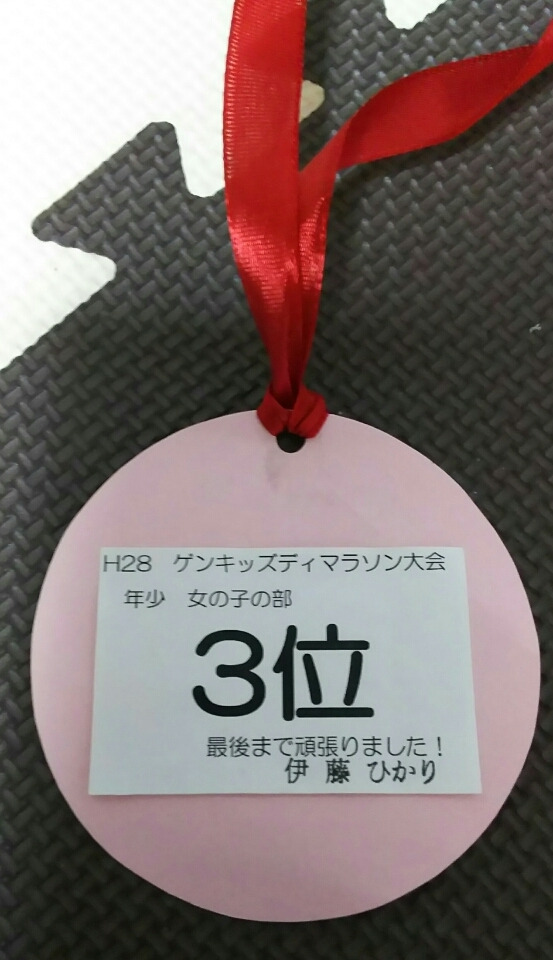 H28　ゲンキッズディマラソン大会
年少　女の子の部
3位
最後まで頑張りました！
伊 藤 ひかり